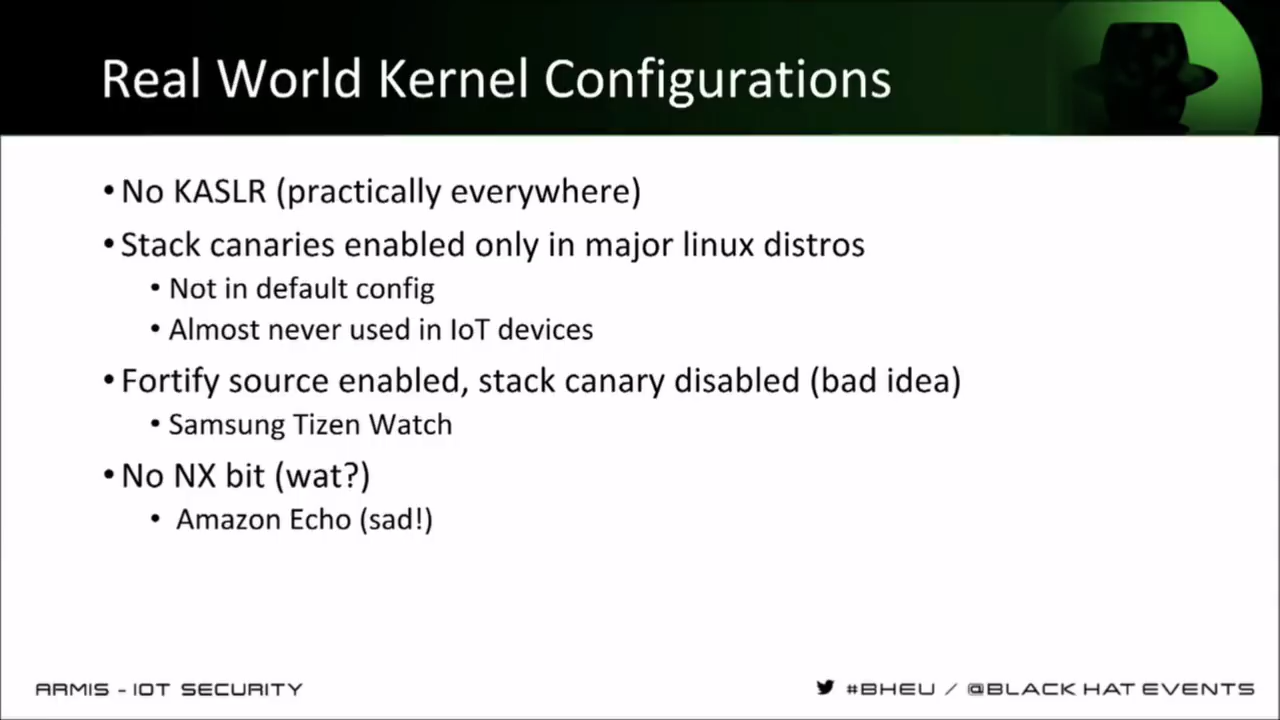 Real World Kernel Configurations
•No KASLR (practically everywhere)
•Stack canaries enabled only in major linux distros
• Not in default config
• Almost never used in IoT devices
•Fortify source enabled, stack canary disabled (bad idea)
• Samsung Tizen Watch
•No NX bit (wat?)
• Amazon Echo (sad!)
ARMIS - IOT SECURITY
#BHEU / @BLACK HAT EVENTS